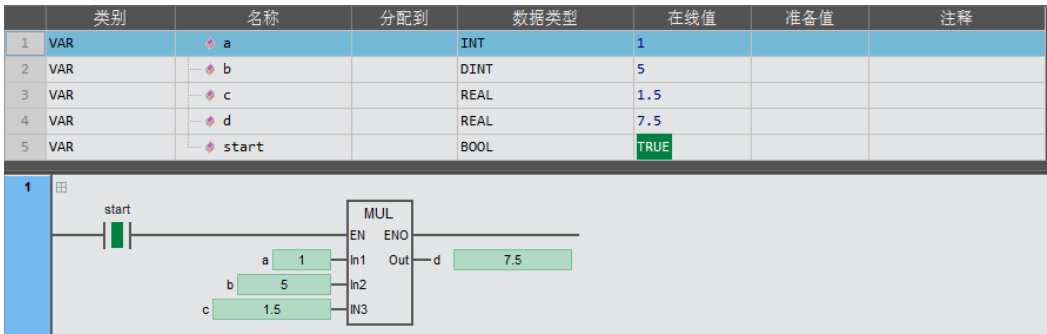 类别 名称 分配到 数据类型 在线值 准备值 注释
1 VAR a INT 1
2 VAR b DINT 5
3 VAR c REAL 1.5
4 VAR d REAL 7.5
5 VAR start BOOL TRUE
1
start
MUL
EN ENO
a 1 In1 Out d 7.5
b 5 In2
c 1.5 IN3